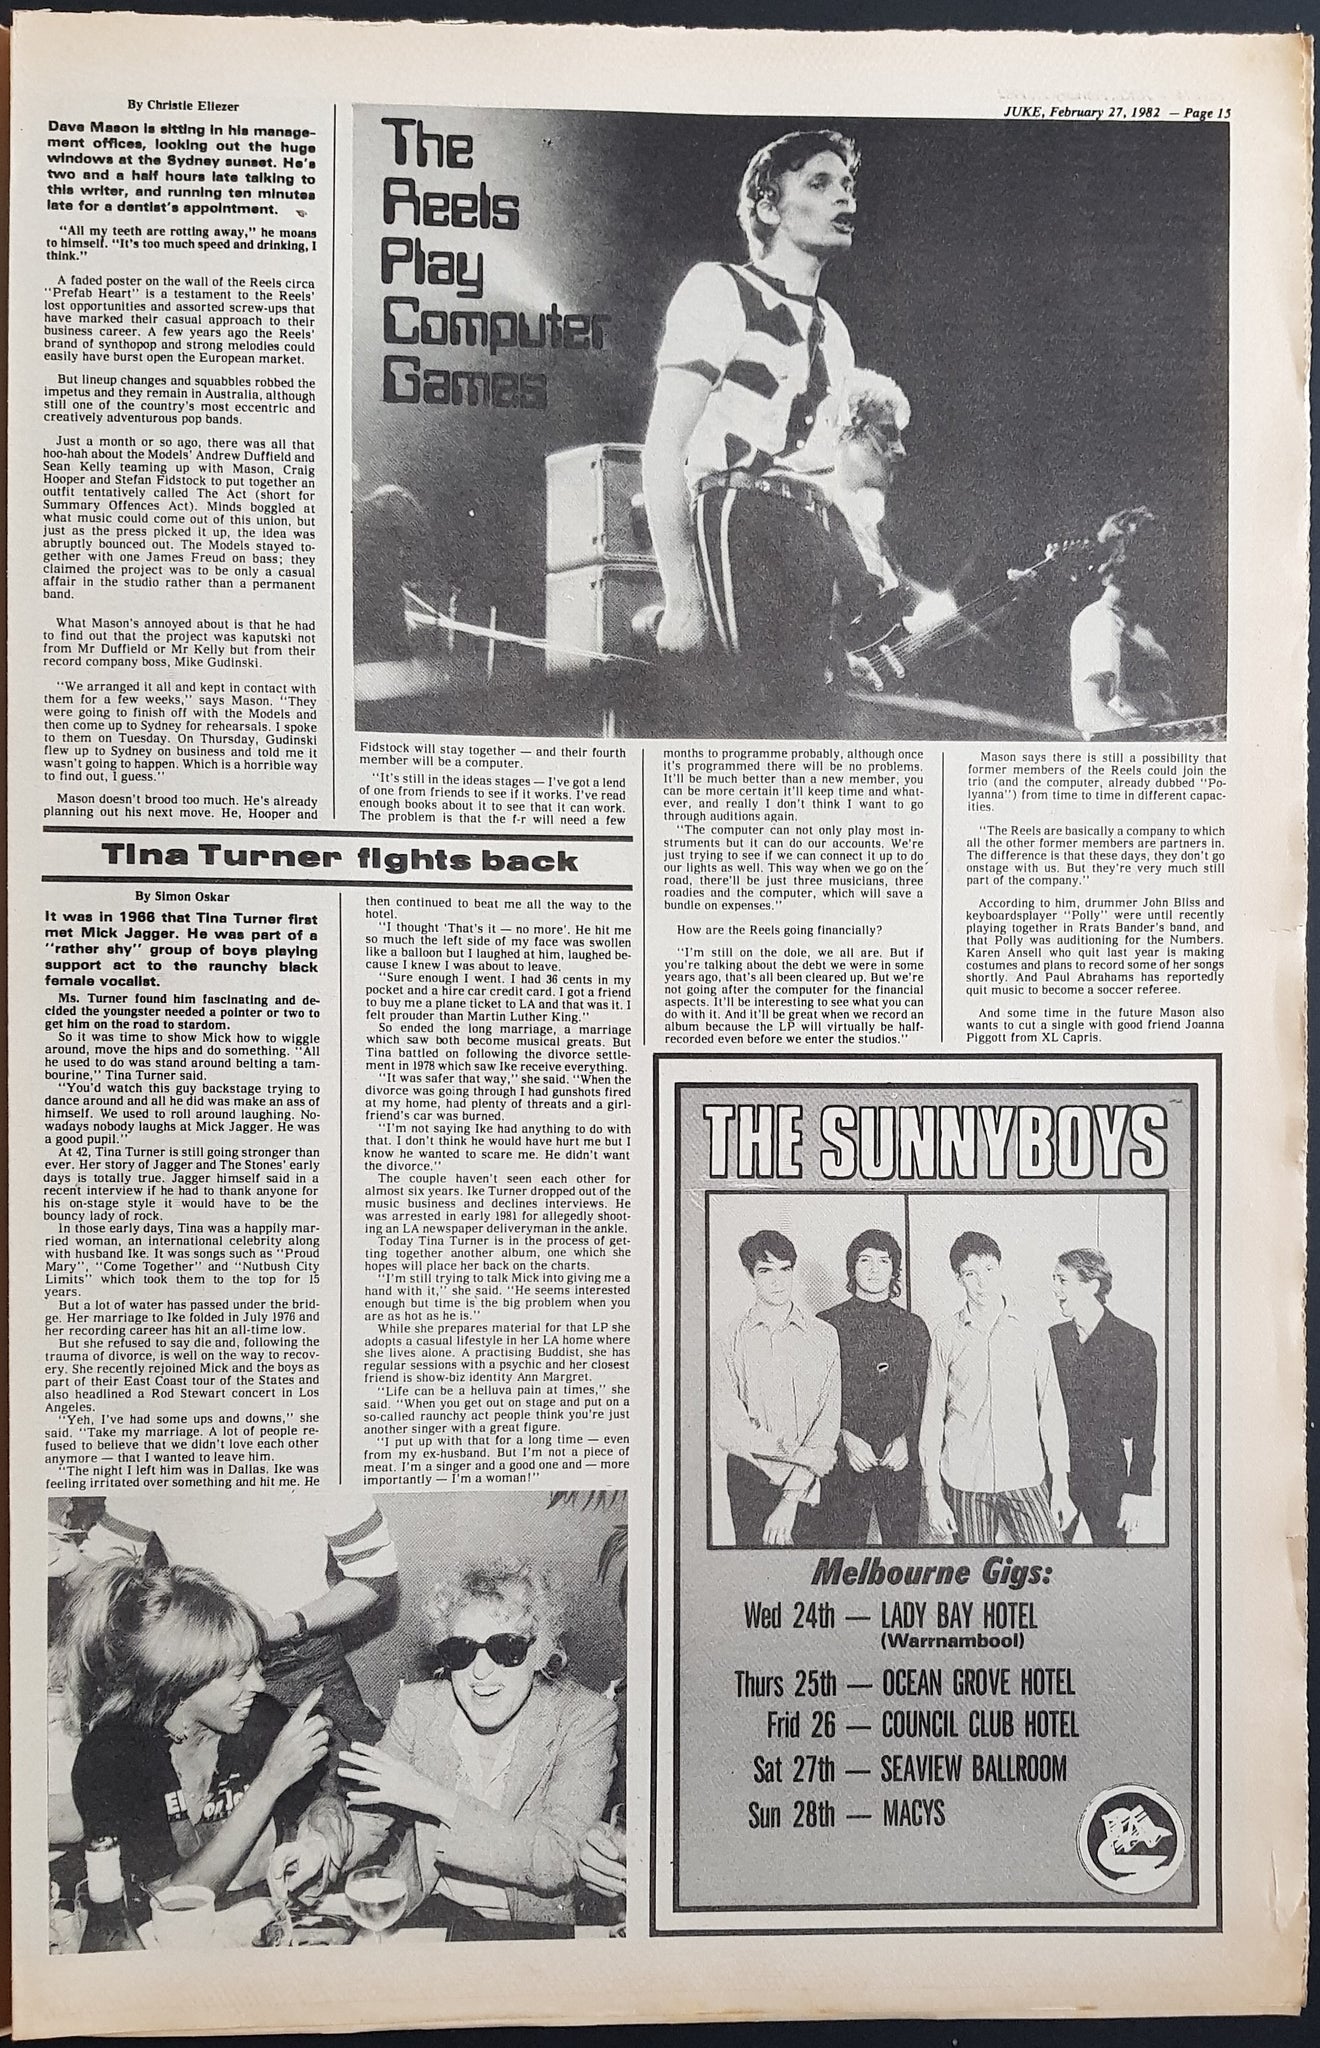 JUKE, February 27, 1982 — Page 15
The
Reels
Play
Computer
Games
By Christie Eliezer
Dave Mason is sitting in his manage-
ment offices, looking out the huge
windows at the Sydney sunset. He's
two and a half hours late talking to
this writer, and running ten minutes
late for a dentist's appointment.
"All my teeth are rotting away," he moans
to himself. "It's too much speed and drinking, I
think."
A faded poster on the wall of the Reels circa
"Prefab Heart" is a testament to the Reels'
lost opportunities and assorted screw-ups that
have marked their casual approach to their
business career. A few years ago the Reels'
brand of synthopop and strong melodies could
easily have burst open the European market.
But lineup changes and squabbles robbed the
impetus and they remain in Australia, although
still one of the country's most eccentric and
creatively adventurous pop bands.
Just a month or so ago, there was all that
hoo-hah about the Models' Andrew Duffield and
Sean Kelly teaming up with Mason, Craig
Hooper and Stefan Fidstock to put together an
outfit tentatively called The Act (short for
Summary Offences Act). Minds boggled at
what music could come out of this union, but
just as the press picked it up, the idea was
abruptly bounced out. The Models stayed to-
gether with one James Freud on bass; they
claimed the project was to be only a casual
affair in the studio rather than a permanent
band.
What Mason's annoyed about is that he had
to find out that the project was kaputski not
from Mr Duffield or Mr Kelly but from their
record company boss, Mike Gudinski.
"We arranged it all and kept in contact with
them for a few weeks," says Mason. "They
were going to finish off with the Models and
then come up to Sydney for rehearsals. I spoke
to them on Tuesday. On Thursday, Gudinski
flew up to Sydney on business and told me it
wasn't going to happen. Which is a horrible way
to find out, I guess."
Mason doesn't brood too much. He's already
planning out his next move. He, Hooper and
Fidstock will stay together — and their fourth
member will be a computer.
"It's still in the ideas stages — I've got a lend
of one from friends to see if it works. I've read
enough books about it to see that it can work.
The problem is that the f-r will need a few
months to programme probably, although once
it's programmed there will be no problems.
It'll be much better than a new member, you
can be more certain it'll keep time and what-
ever, and really I don't think I want to go
through auditions again.
"The computer can not only play most in-
struments but it can do our accounts. We're
just trying to see if we can connect it up to do
our lights as well. This way when we go on the
road, there'll be just three musicians, three
roadies and the computer, which will save a
bundle on expenses."
How are the Reels going financially?
"I'm still on the dole, we all are. But if
you're talking about the debt we were in some
years ago, that's all been cleared up. But we're
not going after the computer for the financial
aspects. It'll be interesting to see what you can
do with it. And it'll be great when we record an
album because the LP will virtually be half-
recorded even before we enter the studios."
Mason says there is still a possibility that
former members of the Reels could join the
trio (and the computer, already dubbed "Po-
lyanna") from time to time in different capac-
ities.
"The Reels are basically a company to which
all the other former members are partners in.
The difference is that these days, they don't go
onstage with us. But they're very much still
part of the company."
According to him, drummer John Bliss and
keyboardsplayer "Polly" were until recently
playing together in Rrats Bander's band, and
that Polly was auditioning for the Numbers.
Karen Ansell who quit last year is making
costumes and plans to record some of her songs
shortly. And Paul Abrahams has reportedly
quit music to become a soccer referee.
And some time in the future Mason also
wants to cut a single with good friend Joanna
Piggott from XL Capris.
Tina Turner fights back
By Simon Oskar
It was in 1966 that Tina Turner first
met Mick Jagger. He was part of a
"rather shy" group of boys playing
support act to the raunchy black
female vocalist.
Ms. Turner found him fascinating and de-
cided the youngster needed a pointer or two to
get him on the road to stardom.
So it was time to show Mick how to wiggle
around, move the hips and do something. "All
he used to do was stand around belting a tam-
bourine," Tina Turner said.
"You'd watch this guy backstage trying to
dance around and all he did was make an ass of
himself. We used to roll around laughing. No-
wadays nobody laughs at Mick Jagger. He was
a good pupil."
At 42, Tina Turner is still going stronger than
ever. Her story of Jagger and The Stones' early
days is totally true. Jagger himself said in a
recent interview if he had to thank anyone for
his on-stage style it would have to be the
bouncy lady of rock.
In those early days, Tina was a happily mar-
ried woman, an international celebrity along
with husband Ike. It was songs such as "Proud
Mary", "Come Together" and "Nutbush City
Limits" which took them to the top for 15
years.
But a lot of water has passed under the brid-
ge. Her marriage to Ike folded in July 1976 and
her recording career has hit an all-time low.
But she refused to say die and, following the
trauma of divorce, is well on the way to recov-
ery. She recently rejoined Mick and the boys as
part of their East Coast tour of the States and
also headlined a Rod Stewart concert in Los
Angeles.
"Yeh, I've had some ups and downs," she
said. "Take my marriage. A lot of people re-
fused to believe that we didn't love each other
anymore — that I wanted to leave him.
"The night I left him was in Dallas. Ike was
feeling irritated over something and hit me. He
then continued to beat me all the way to the
hotel.
"I thought 'That's it — no more'. He hit me
so much the left side of my face was swollen
like a balloon but I laughed at him, laughed be-
cause I knew I was about to leave.
"Sure enough I went. I had 36 cents in my
pocket and a hire car credit card. I got a friend
to buy me a plane ticket to LA and that was it. I
felt prouder than Martin Luther King."
So ended the long marriage, a marriage
which saw both become musical greats. But
Tina battled on following the divorce settle-
ment in 1978 which saw Ike receive everything.
"It was safer that way," she said. "When the
divorce was going through I had gunshots fired
at my home, had plenty of threats and a girl-
friend's car was burned.
"I'm not saying Ike had anything to do with
that. I don't think he would have hurt me but I
know he wanted to scare me. He didn't want
the divorce."
The couple haven't seen each other for
almost six years. Ike Turner dropped out of the
music business and declines interviews. He
was arrested in early 1981 for allegedly shoot-
ing an LA newspaper deliveryman in the ankle.
Today Tina Turner is in the process of get-
ting together another album, one which she
hopes will place her back on the charts.
"I'm still trying to talk Mick into giving me a
hand with it," she said. "He seems interested
enough but time is the big problem when you
are as hot as he is."
While she prepares material for that LP she
adopts a casual lifestyle in her LA home where
she lives alone. A practising Buddist, she has
regular sessions with a psychic and her closest
friend is show-biz identity Ann Margret.
"Life can be a helluva pain at times," she
said. "When you get out on stage and put on a
so-called raunchy act people think you're just
another singer with a great figure.
"I put up with that for a long time — even
from my ex-husband. But I'm not a piece of
meat. I'm a singer and a good one and — more
importantly — I'm a woman!"
THE SUNNYBOYS
Melbourne Gigs:
Wed 24th — LADY BAY HOTEL
(Warrnambool)
Thurs 25th — OCEAN GROVE HOTEL
Frid 26 — COUNCIL CLUB HOTEL
Sat 27th — SEAVIEW BALLROOM
Sun 28th — MACYS